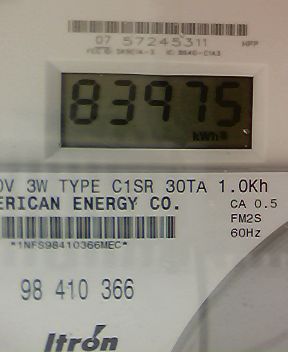 07 57245311
83975
kWh
0V 3W TYPE C1SR 30TA 1.0Kh
ERICAN ENERGY CO.
CA 0.5
FM2S
60Hz
*1NFS98410366MEC*
98 410 366
Itrón